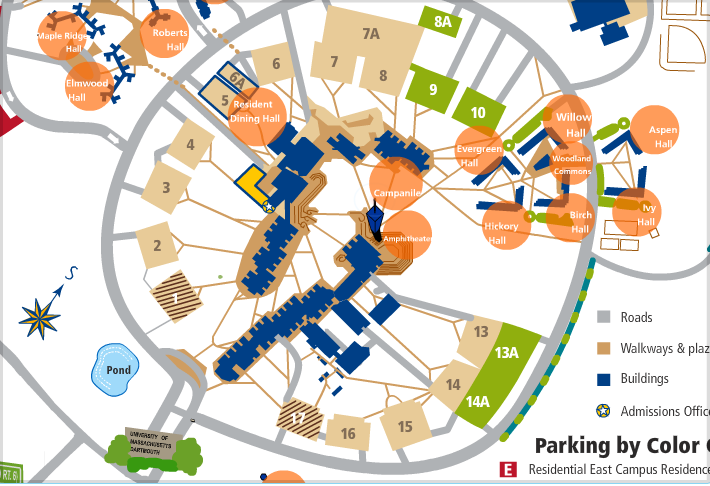 8A
7A
Maple Ridge
Hall
Roberts
Hall
6
7
8
6A
9
Elmwood
Hall
5
Resident
Dining Hall
10
Willow
Hall
Aspen
Hall
4
Evergreen
Hall
Woodland
Commons
3
Campanile
Ivy
Hall
Birch
Hall
Hickory
Hall
2
Amphitheater
S
1
Roads
13
Walkways & plaz
13A
Pond
Buildings
14
14A
Admissions Offic
17
16
15
UNIVERSITY OF
MASSACHUSETTS
DARTMOUTH
Parking by Color
E
Residential East Campus Residence
RT. 6)